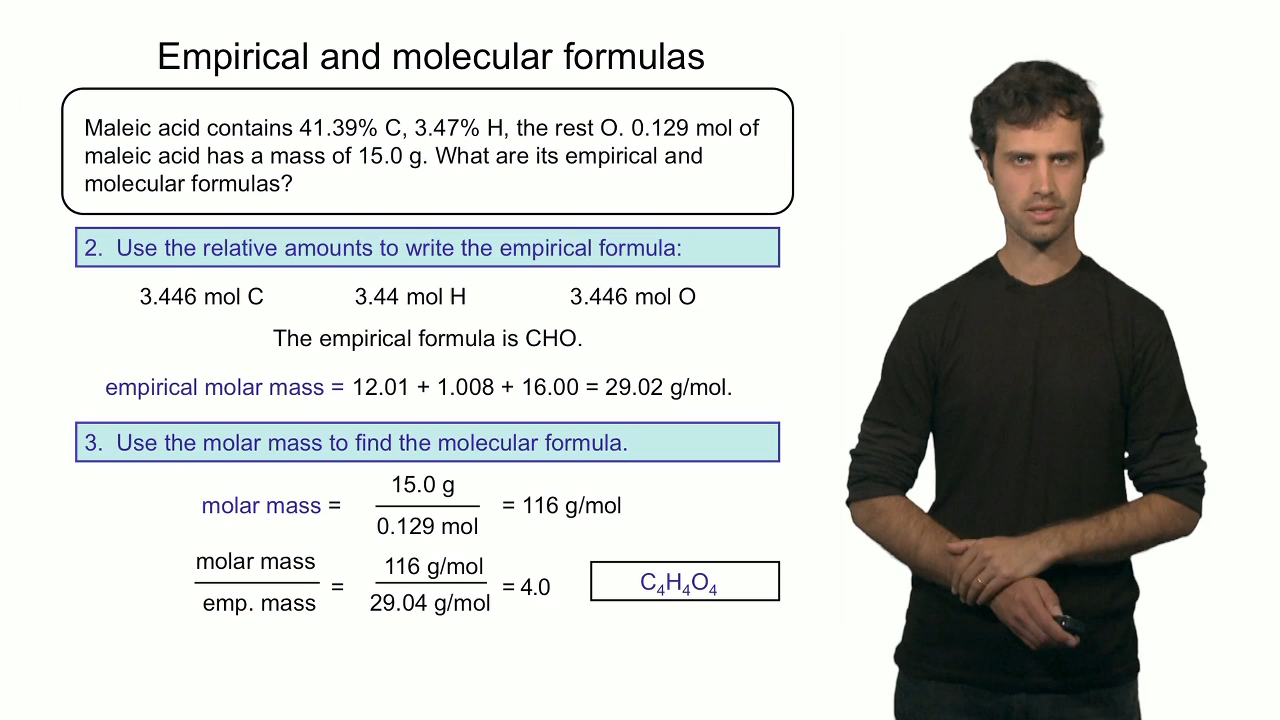 Empirical and molecular formulas
Maleic acid contains 41.39% C, 3.47% H, the rest O. 0.129 mol of
maleic acid has a mass of 15.0 g. What are its empirical and
molecular formulas?
2. Use the relative amounts to write the empirical formula:
3.446 mol C 3.44 mol H 3.446 mol O
The empirical formula is CHO.
empirical molar mass = 12.01 + 1.008 + 16.00 = 29.02 g/mol.
3. Use the molar mass to find the molecular formula.
15.0 g
molar mass = = 116 g/mol
0.129 mol
molar mass 116 g/mol
= = 4.0 C₄H₄O₄
emp. mass 29.04 g/mol